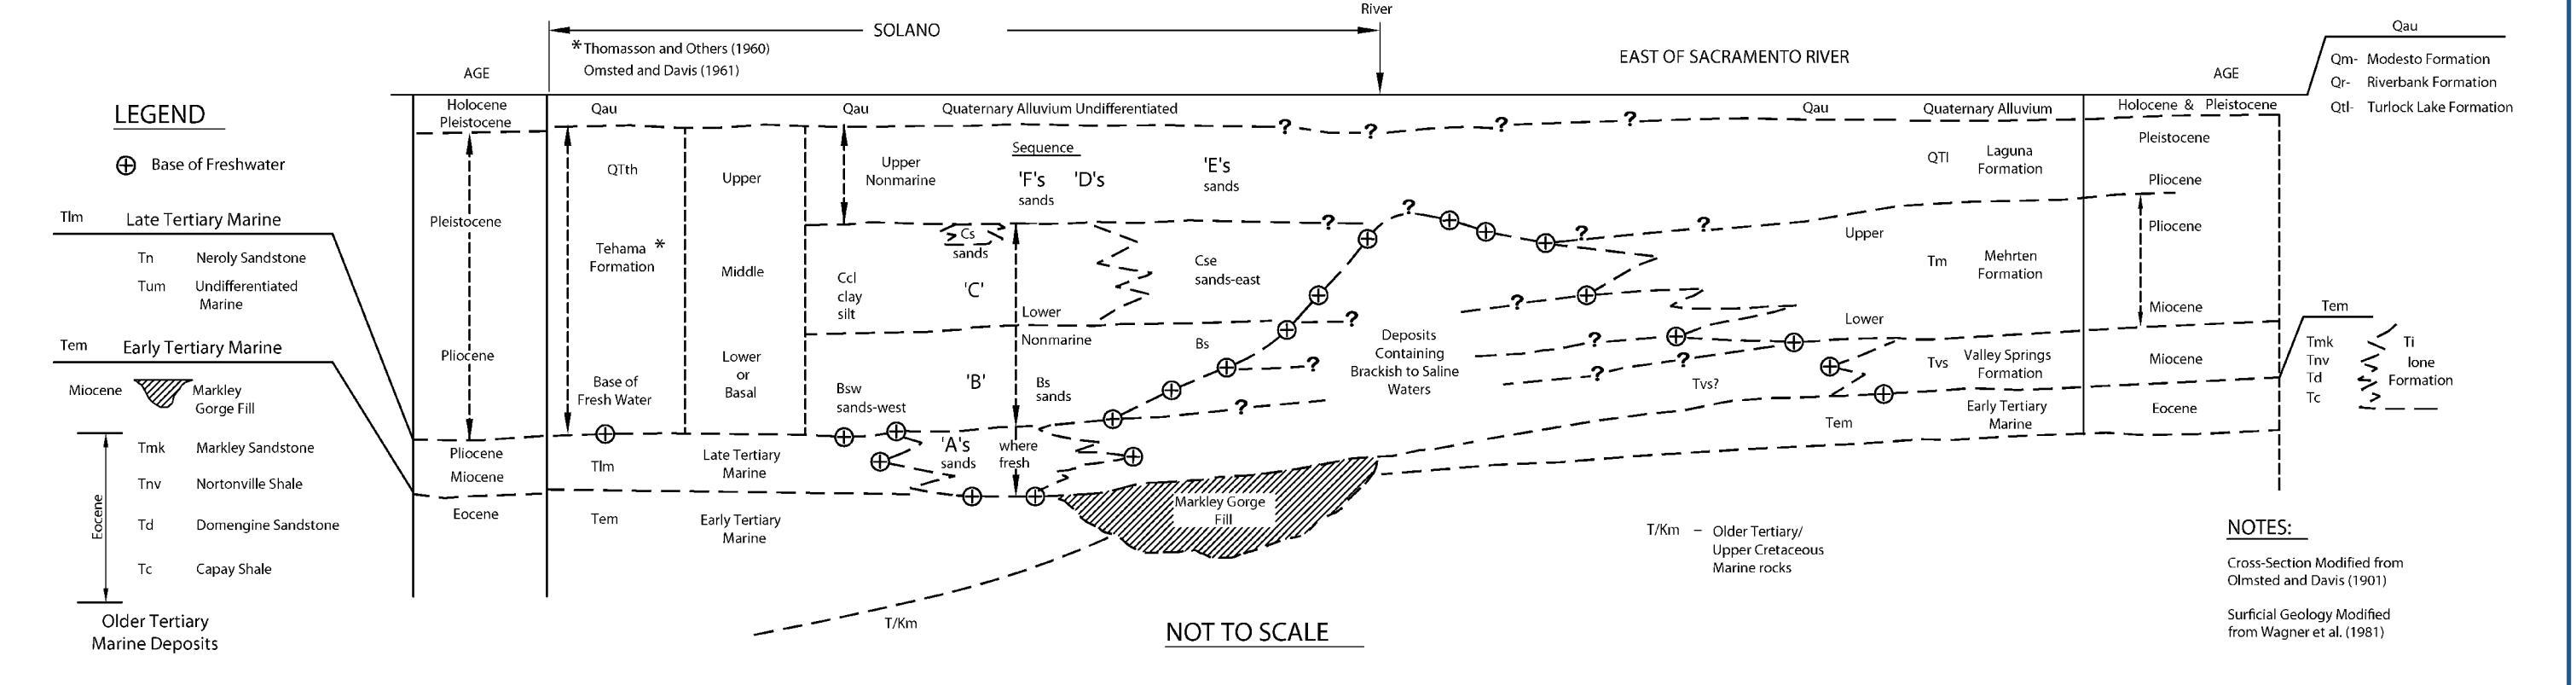 River
SOLANO
*Thomasson and Others (1960)
Omsted and Davis (1961)
EAST OF SACRAMENTO RIVER
Qau
Qm- Modesto Formation
Qr- Riverbank Formation
Qtl- Turlock Lake Formation
AGE
AGE
LEGEND
Base of Freshwater
Tlm Late Tertiary Marine
Tn Neroly Sandstone
Tum Undifferentiated
Marine
Tem Early Tertiary Marine
Miocene Markley
Gorge Fill
Eocene
Tmk Markley Sandstone
Tnv Nortonville Shale
Td Domengine Sandstone
Tc Capay Shale
Older Tertiary
Marine Deposits
Holocene
Pleistocene
Pleistocene
Pliocene
Pliocene
Miocene
Eocene
Qau
QTth
Tehama *
Formation
Base of
Fresh Water
Tlm
Tem
Upper
Middle
Lower
or
Basal
Late Tertiary
Marine
Early Tertiary
Marine
Qau Quaternary Alluvium Undifferentiated
Upper
Nonmarine
Sequence
'F's 'D's
sands
'E's
sands
Cs
sands
Ccl
clay
silt
'C'
Cse
sands-east
Lower
Nonmarine
Bsw
sands-west
'B'
Bs
sands
Bs
'A's
sands
where
fresh
Markley Gorge
Fill
T/Km
Deposits
Containing
Brackish to Saline
Waters
? ? ? ?
? ? ? ?
? ? ? ?
? ? ? ?
Qau Quaternary Alluvium
QTl Laguna
Formation
Upper
Tm Mehrten
Formation
Lower
Tvs Valley Springs
Formation
Tvs?
Tem Early Tertiary
Marine
Holocene & Pleistocene
Pleistocene
Pliocene
Pliocene
Miocene
Miocene
Eocene
Tem
Tmk
Tnv
Td
Tc
Ti
Ione
Formation
T/Km – Older Tertiary/
Upper Cretaceous
Marine rocks
NOT TO SCALE
NOTES:
Cross-Section Modified from
Olmsted and Davis (1901)
Surficial Geology Modified
from Wagner et al. (1981)